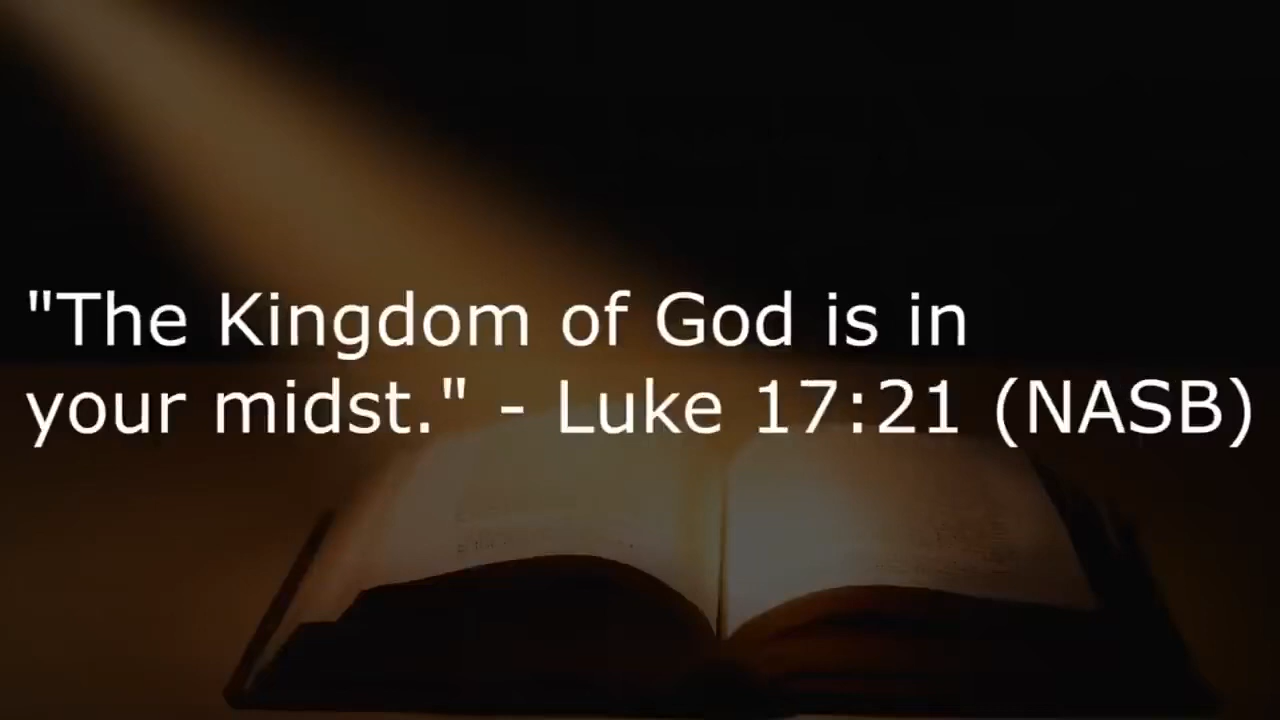 "The Kingdom of God is in
your midst." - Luke 17:21 (NASB)